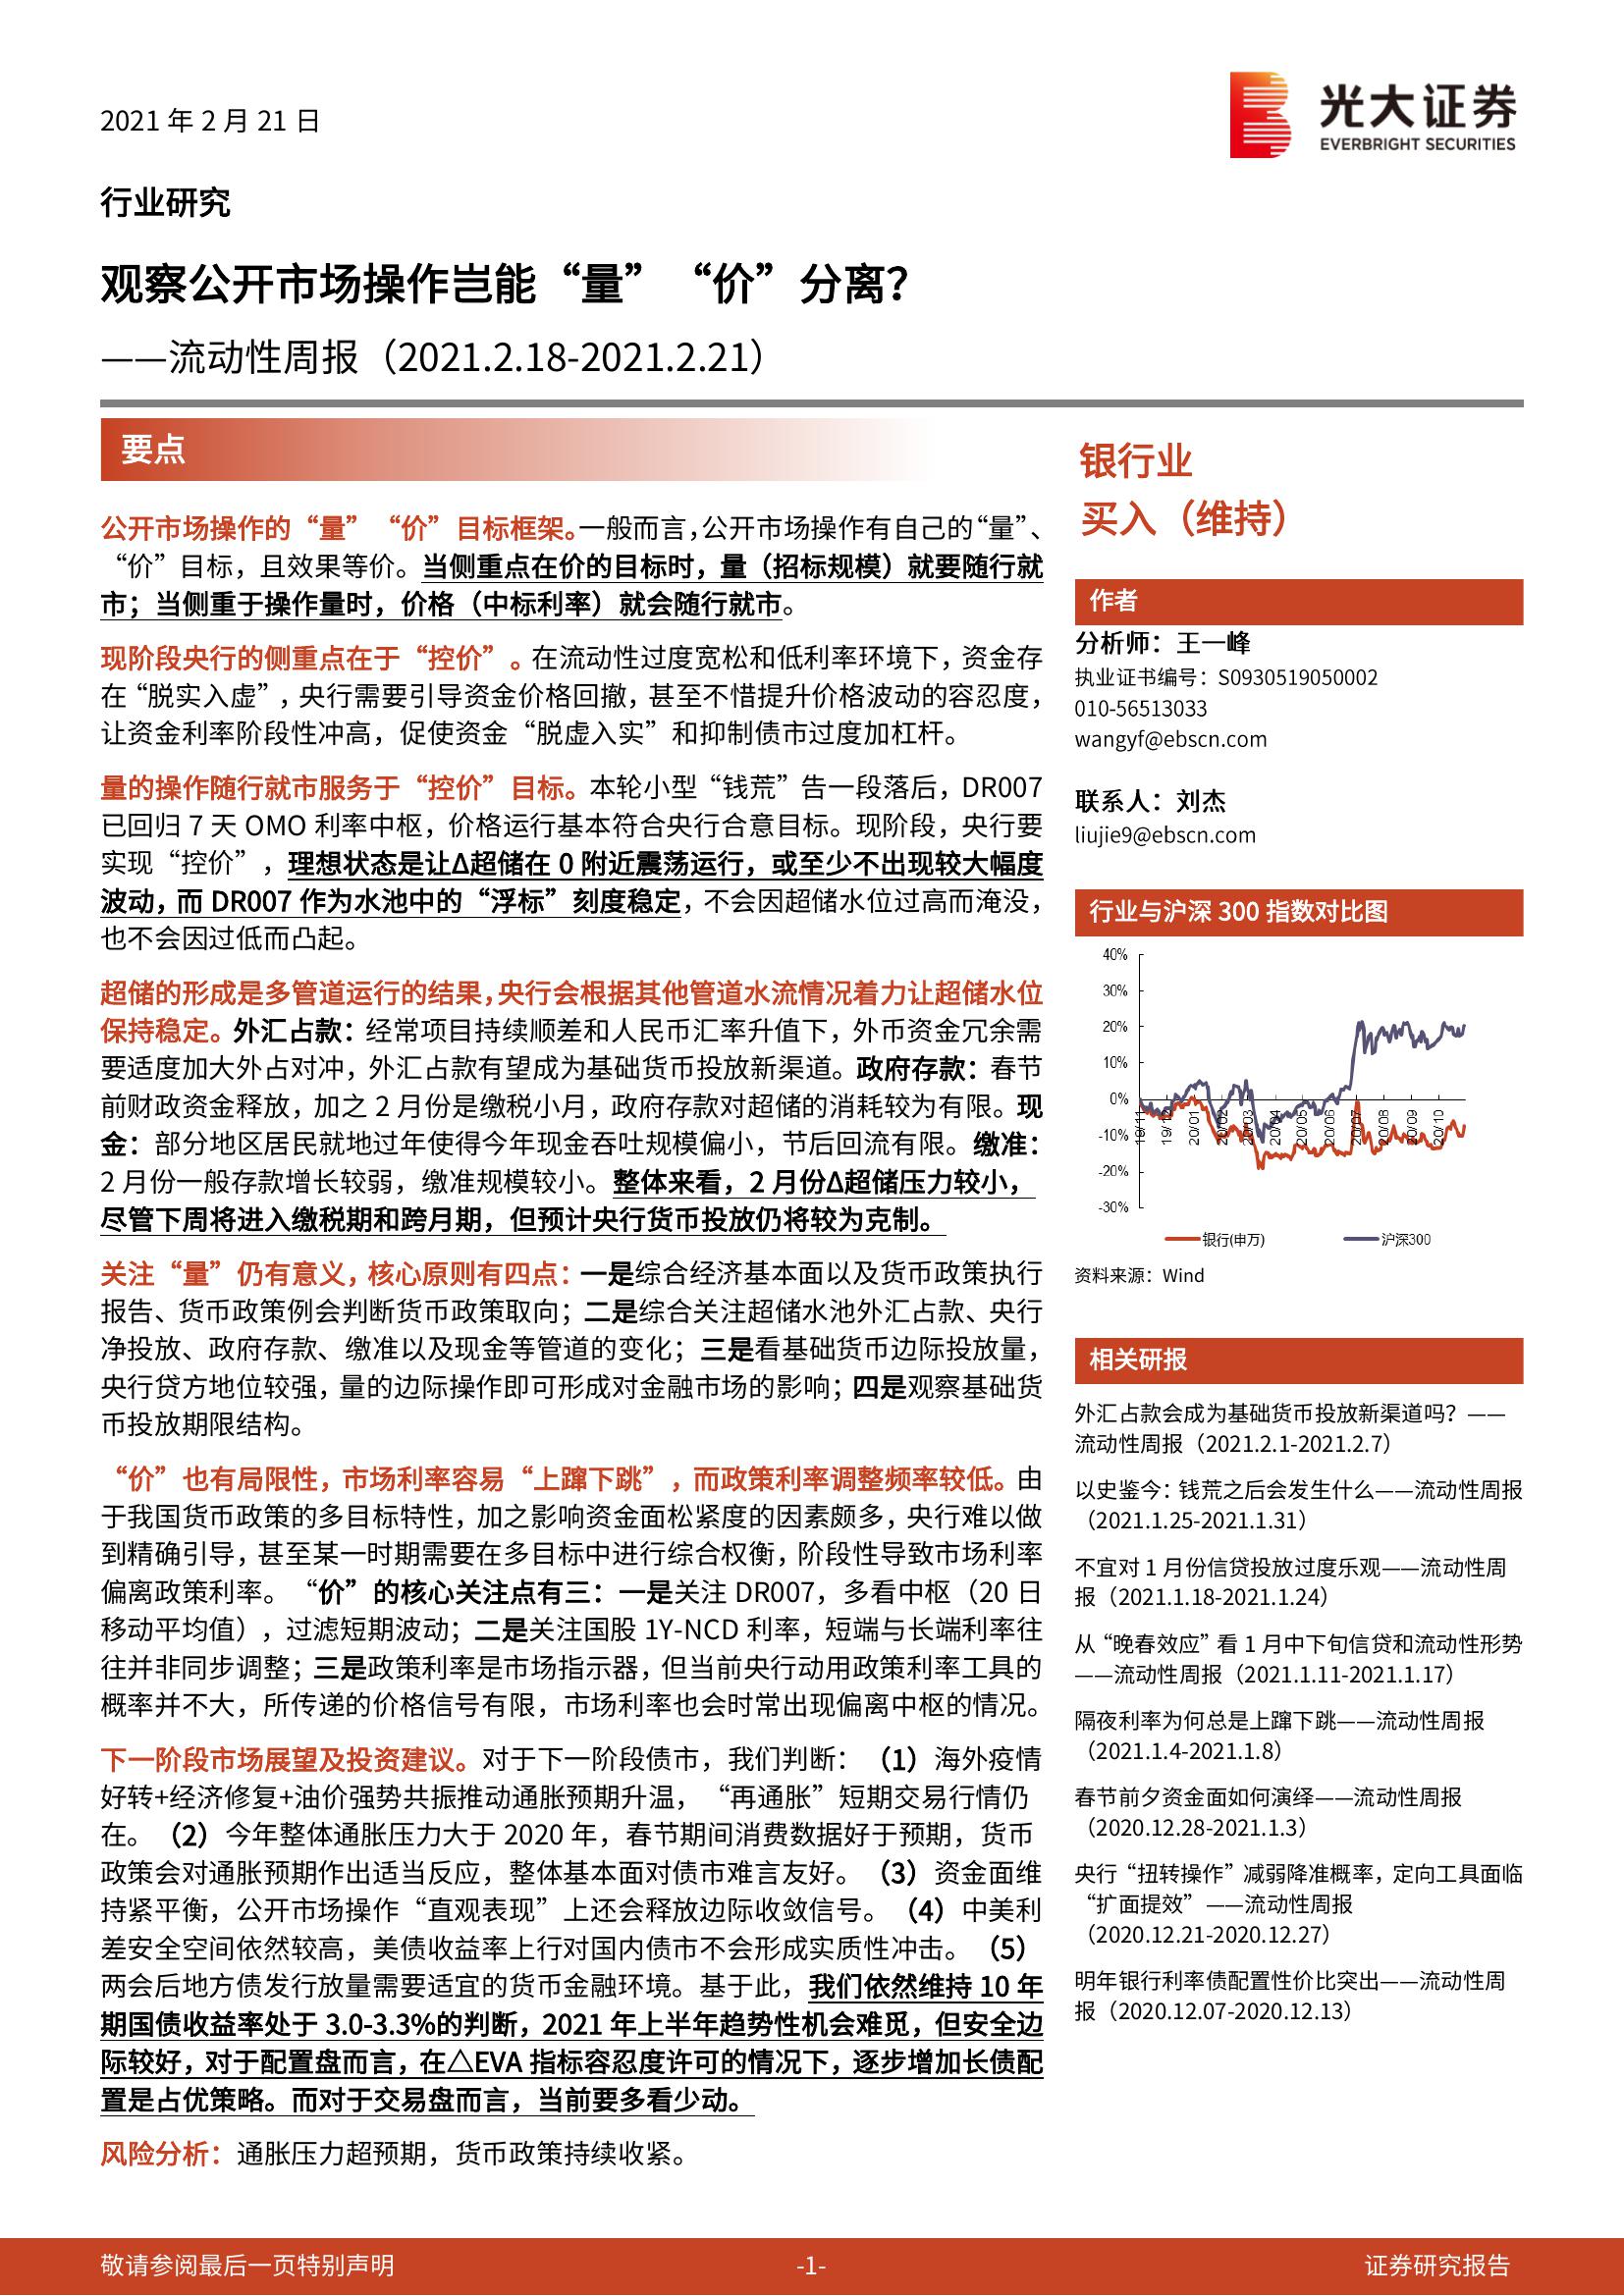 2021 年 2 月 21 日
光大证券
EVERBRIGHT SECURITIES
行业研究
观察公开市场操作岂能“量”“价”分离?
——流动性周报（2021.2.18-2021.2.21）
要点
公开市场操作的“量”“价”目标框架。一般而言，公开市场操作有自己的“量”、
“价”目标，且效果等价。当侧重点在价的目标时，量（招标规模）就要随行就
市；当侧重于操作量时，价格（中标利率）就会随行就市。
现阶段央行的侧重点在于“控价”。在流动性过度宽松和低利率环境下，资金存
在“脱实入虚”，央行需要引导资金价格回撤，甚至不惜提升价格波动的容忍度，
让资金利率阶段性冲高，促使资金“脱虚入实”和抑制债市过度加杠杆。
量的操作随行就市服务于“控价”目标。本轮小型“钱荒”告一段落后，DR007
已回归 7 天 OMO 利率中枢，价格运行基本符合央行合意目标。现阶段，央行要
实现“控价”，理想状态是让Δ超储在 0 附近震荡运行，或至少不出现较大幅度
波动，而 DR007 作为水池中的“浮标”刻度稳定，不会因超储水位过高而淹没，
也不会因过低而凸起。
超储的形成是多管道运行的结果，央行会根据其他管道水流情况着力让超储水位
保持稳定。外汇占款：经常项目持续顺差和人民币汇率升值下，外币资金冗余需
要适度加大外占对冲，外汇占款有望成为基础货币投放新渠道。政府存款：春节
前财政资金释放，加之 2 月份是缴税小月，政府存款对超储的消耗较为有限。现
金：部分地区居民就地过年使得今年现金吞吐规模偏小，节后回流有限。缴准：
2 月份一般存款增长较弱，缴准规模较小。整体来看，2 月份Δ超储压力较小，
尽管下周将进入缴税期和跨月期，但预计央行货币投放仍将较为克制。
关注“量”仍有意义，核心原则有四点：一是综合经济基本面以及货币政策执行
报告、货币政策例会判断货币政策取向；二是综合关注超储水池外汇占款、央行
净投放、政府存款、缴准以及现金等管道的变化；三是看基础货币边际投放量，
央行贷方地位较强，量的边际操作即可形成对金融市场的影响；四是观察基础货
币投放期限结构。
“价”也有局限性，市场利率容易“上蹿下跳”，而政策利率调整频率较低。由
于我国货币政策的多目标特性，加之影响资金面松紧度的因素颇多，央行难以做
到精确引导，甚至某一时期需要在多目标中进行综合权衡，阶段性导致市场利率
偏离政策利率。“价”的核心关注点有三：一是关注 DR007，多看中枢（20 日
移动平均值），过滤短期波动；二是关注国股 1Y-NCD 利率，短端与长端利率往
往并非同步调整；三是政策利率是市场指示器，但当前央行动用政策利率工具的
概率并不大，所传递的价格信号有限，市场利率也会时常出现偏离中枢的情况。
下一阶段市场展望及投资建议。对于下一阶段债市，我们判断：（1）海外疫情
好转+经济修复+油价强势共振推动通胀预期升温，“再通胀”短期交易行情仍
在。（2）今年整体通胀压力大于 2020 年，春节期间消费数据好于预期，货币
政策会对通胀预期作出适当反应，整体基本面对债市难言友好。（3）资金面维
持紧平衡，公开市场操作“直观表现”上还会释放边际收敛信号。（4）中美利
差安全空间依然较高，美债收益率上行对国内债市不会形成实质性冲击。（5）
两会后地方债发行放量需要适宜的货币金融环境。基于此，我们依然维持 10 年
期国债收益率处于 3.0-3.3%的判断，2021 年上半年趋势性机会难觅，但安全边
际较好，对于配置盘而言，在△EVA 指标容忍度许可的情况下，逐步增加长债配
置是占优策略。而对于交易盘而言，当前要多看少动。
风险分析：通胀压力超预期，货币政策持续收紧。
银行业
买入（维持）
作者
分析师：王一峰
执业证书编号：S0930519050002
010-56513033
wangyf@ebscn.com
联系人：刘杰
liujie9@ebscn.com
行业与沪深 300 指数对比图
40%
30%
20%
10%
0%
-10%
-20%
-30%
19/11 19/12 20/01 20/02 20/03 20/04 20/05 20/06 20/07 20/08 20/09 20/10
银行(申万) 沪深300
资料来源：Wind
相关研报
外汇占款会成为基础货币投放新渠道吗？——
流动性周报（2021.2.1-2021.2.7）
以史鉴今：钱荒之后会发生什么——流动性周报
（2021.1.25-2021.1.31）
不宜对 1 月份信贷投放过度乐观——流动性周
报（2021.1.18-2021.1.24）
从“晚春效应”看 1 月中下旬信贷和流动性形势
——流动性周报（2021.1.11-2021.1.17）
隔夜利率为何总是上蹿下跳——流动性周报
（2021.1.4-2021.1.8）
春节前夕资金面如何演绎——流动性周报
（2020.12.28-2021.1.3）
央行“扭转操作”减弱降准概率，定向工具面临
“扩面提效”——流动性周报
（2020.12.21-2020.12.27）
明年银行利率债配置性价比突出——流动性周
报（2020.12.07-2020.12.13）
敬请参阅最后一页特别声明
-1-
证券研究报告